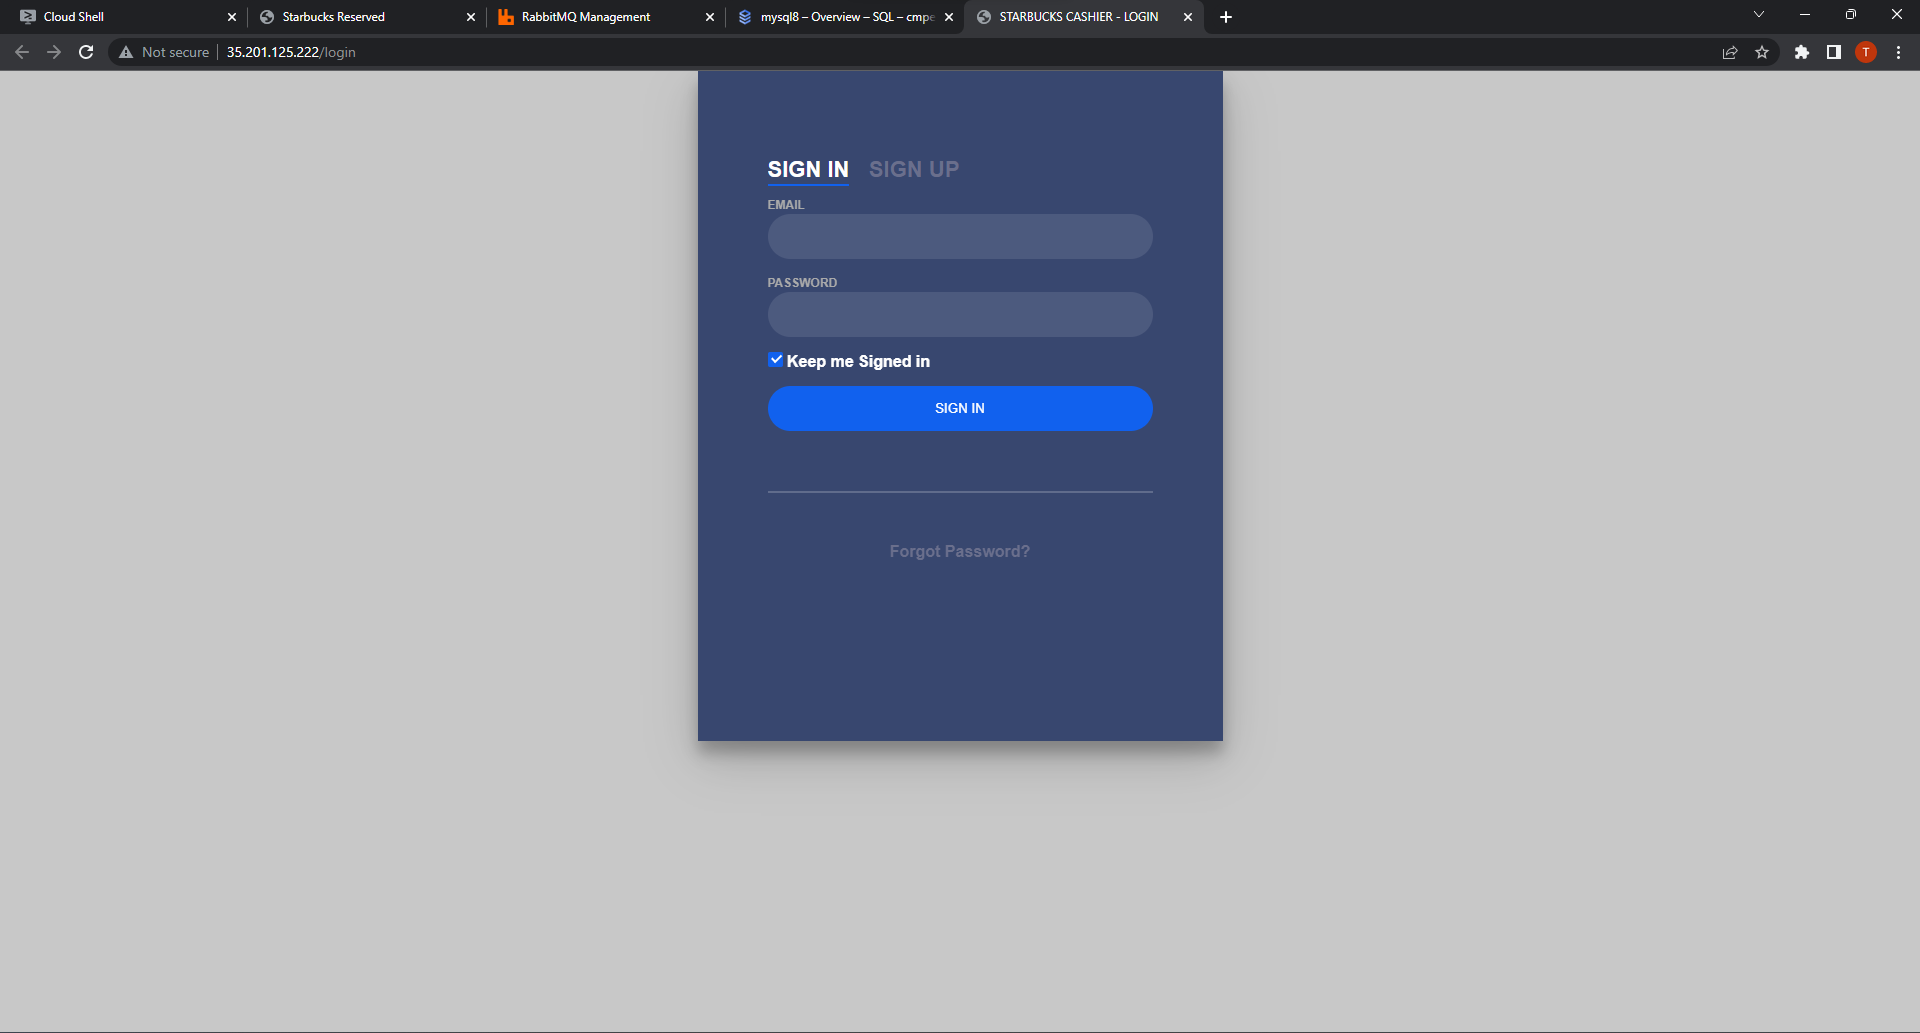 Cloud Shell
Starbucks Reserved
RabbitMQ Management
mysql8 – Overview – SQL – cmpe
STARBUCKS CASHIER - LOGIN
Not secure
35.201.125.222/login
T
SIGN IN SIGN UP
EMAIL
PASSWORD
Keep me Signed in
SIGN IN
Forgot Password?